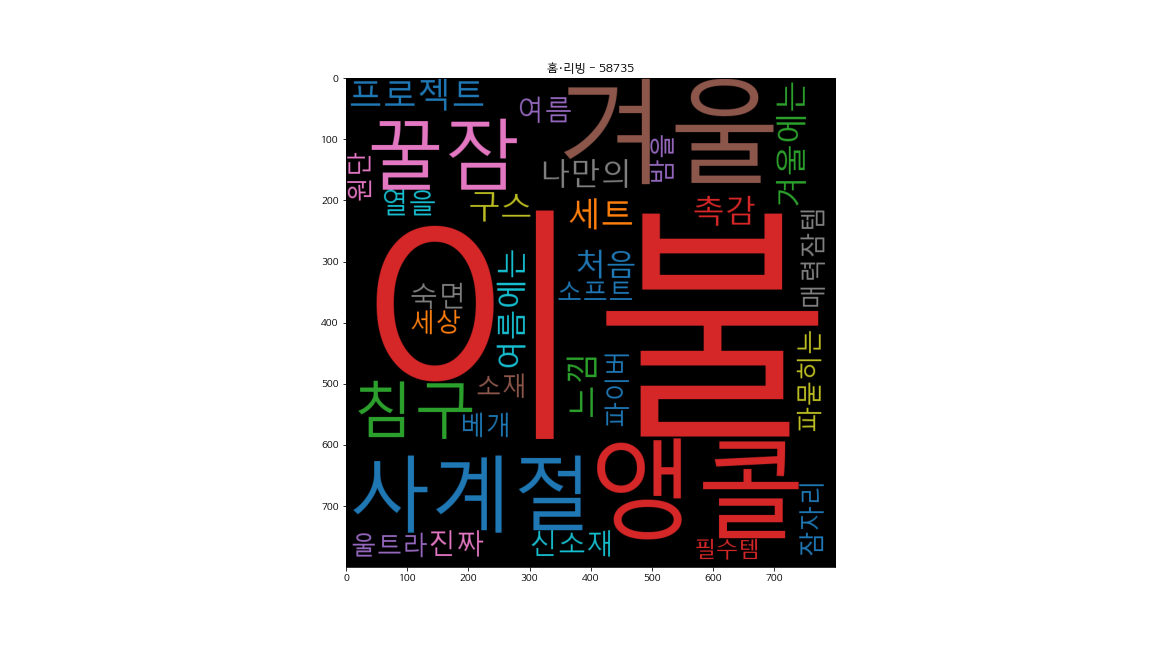 홈·리빙 - 58735
프로젝트
여름
겨울
겨울에는
꿀잠
밤을
나만의
원단
열을
구스
세트
촉감
이불
매력잠템
처음
소프트
숙면
세상
여름에는
느낌
파이버
파묻히는
소재
침구
베개
사계절
앵콜
잠자리
울트라
진짜
신소재
필수템
0
100
200
300
400
500
600
700
0
100
200
300
400
500
600
700